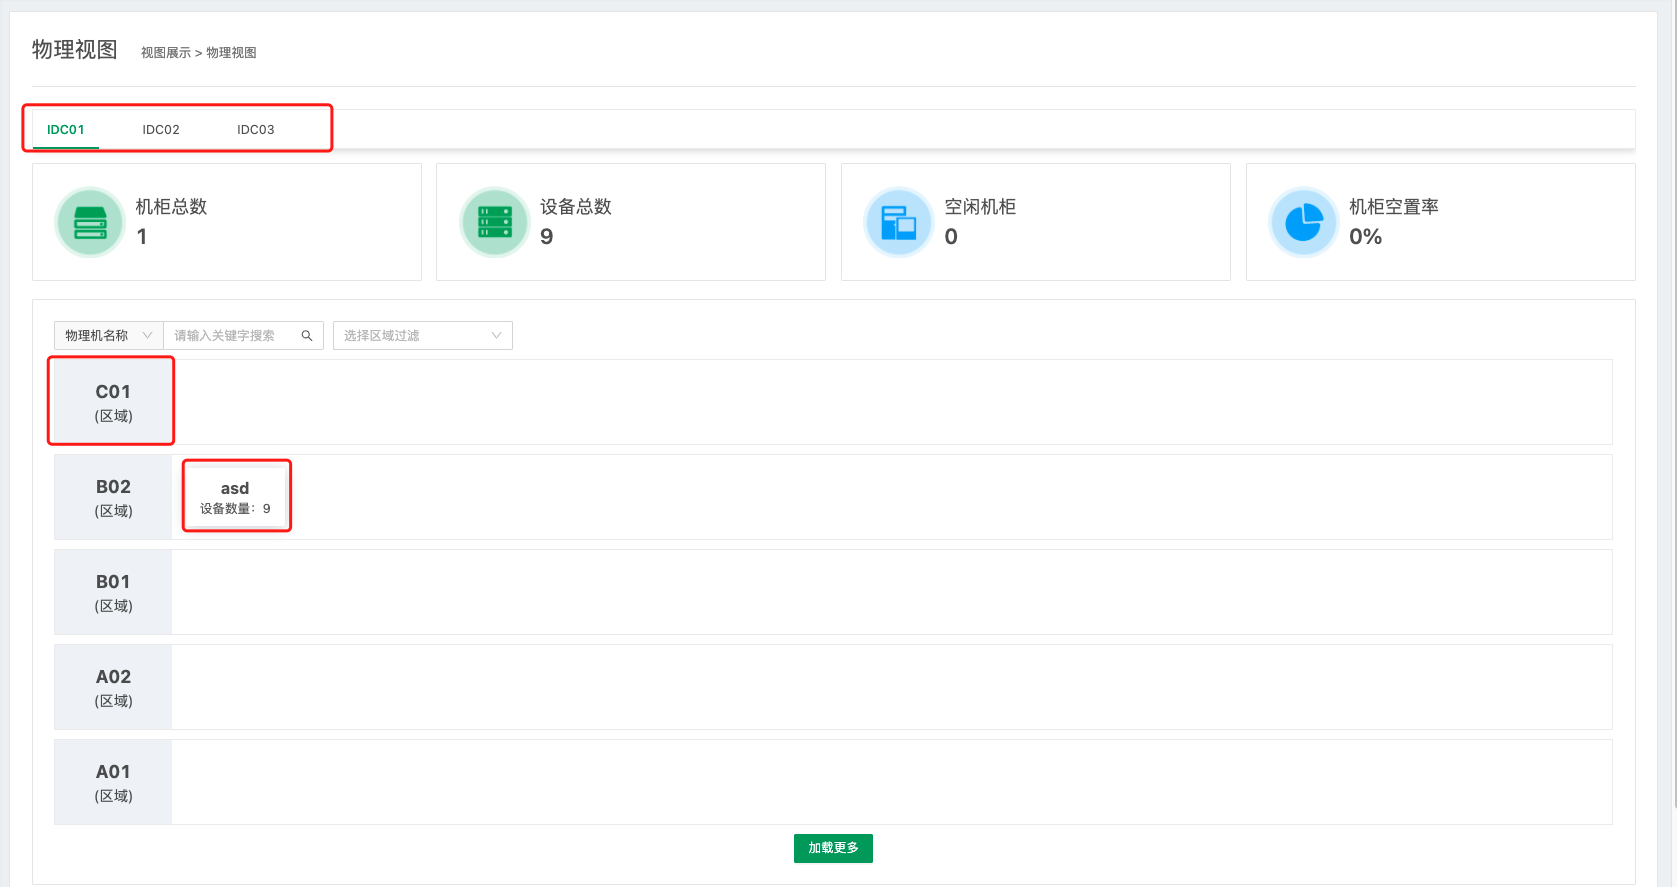 物理视图 视图展示 > 物理视图
IDC01 IDC02 IDC03
机柜总数
1
设备总数
9
空闲机柜
0
机柜空置率
0%
物理机名称 请输入关键字搜索 选择区域过滤
C01
(区域)
B02
(区域)
asd
设备数量：9
B01
(区域)
A02
(区域)
A01
(区域)
加载更多